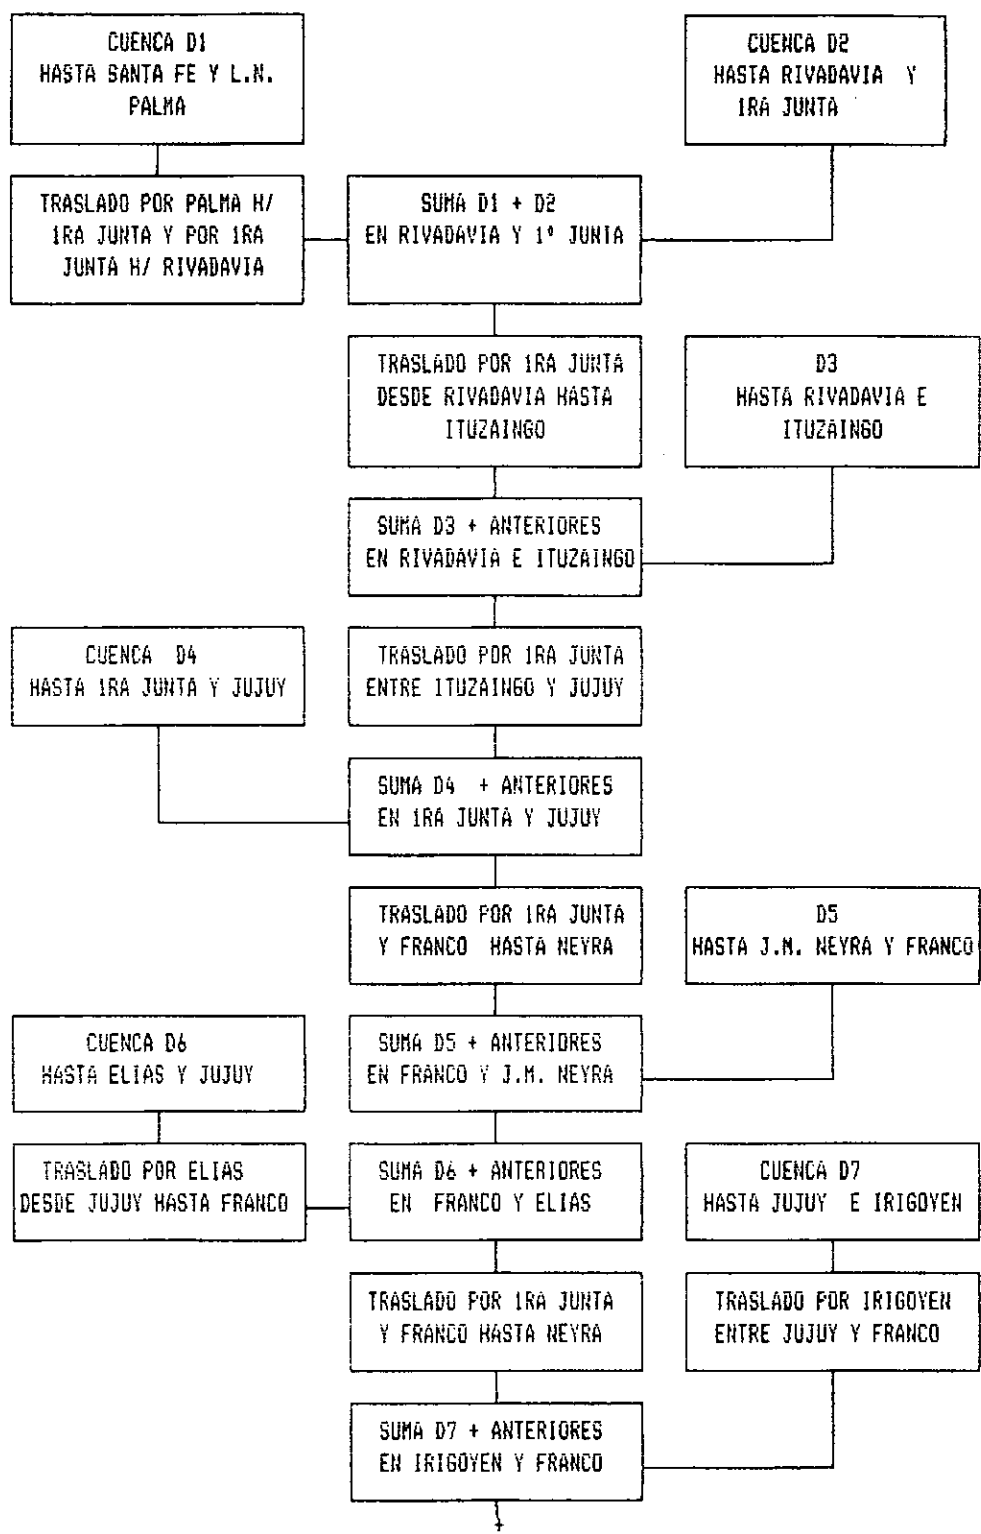 CUENCA D1
HASTA SANTA FE Y L.N.
PALMA
CUENCA D2
HASTA RIVADAVIA Y
1RA JUNTA
TRASLADO POR PALMA H/
1RA JUNTA Y POR 1RA
JUNTA H/ RIVADAVIA
SUMA D1 + D2
EN RIVADAVIA Y 1º JUNTA
TRASLADO POR 1RA JUNTA
DESDE RIVADAVIA HASTA
ITUZAINGO
D3
HASTA RIVADAVIA E
ITUZAINGO
SUMA D3 + ANTERIORES
EN RIVADAVIA E ITUZAINGO
CUENCA D4
HASTA 1RA JUNTA Y JUJUY
TRASLADO POR 1RA JUNTA
ENTRE ITUZAINGO Y JUJUY
SUMA D4 + ANTERIORES
EN 1RA JUNTA Y JUJUY
TRASLADO POR 1RA JUNTA
Y FRANCO HASTA NEYRA
D5
HASTA J.M. NEYRA Y FRANCO
CUENCA D6
HASTA ELIAS Y JUJUY
SUMA D5 + ANTERIORES
EN FRANCO Y J.M. NEYRA
TRASLADO POR ELIAS
DESDE JUJUY HASTA FRANCO
SUMA D6 + ANTERIORES
EN FRANCO Y ELIAS
CUENCA D7
HASTA JUJUY E IRIGOYEN
TRASLADO POR 1RA JUNTA
Y FRANCO HASTA NEYRA
TRASLADO POR IRIGOYEN
ENTRE JUJUY Y FRANCO
SUMA D7 + ANTERIORES
EN IRIGOYEN Y FRANCO